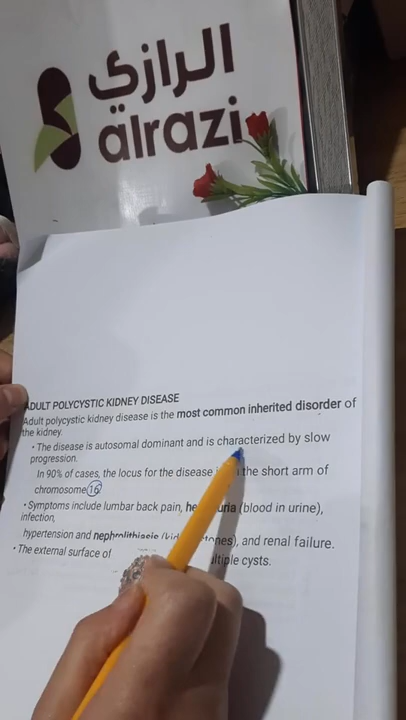 الرازي
alrazi
ADULT POLYCYSTIC KIDNEY DISEASE
Adult polycystic kidney disease is the most common inherited disorder of
the kidney.
• The disease is autosomal dominant and is characterized by slow
progression.
In 90% of cases, the locus for the disease the short arm of
chromosome 16
• Symptoms include lumbar back pain, (blood in urine),
infection,
hypertension and nephrolithiasis and renal failure.
• The external surface of cysts.